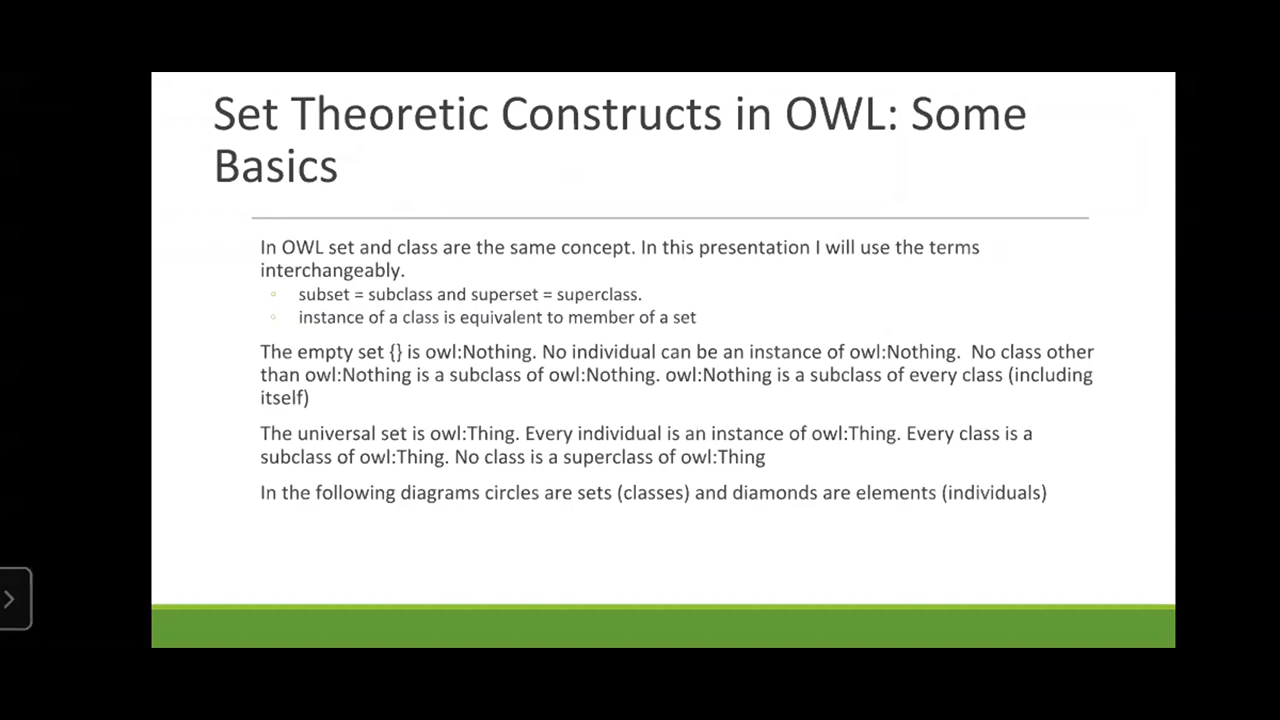 Set Theoretic Constructs in OWL: Some
Basics
In OWL set and class are the same concept. In this presentation I will use the terms
intercheangeably.
subset = subclass and superset = superclass.
instance of a class is equivalent to member of a set
The empty set {} is owl:Nothing. No individual can be an instance of owl:Nothing.  No class other
than owl:Nothing is a subclass of owl:Nothing. owl:Nothing is a subclass of every class (including
itself)
The universal set is owl:Thing. Every individual is an instance of owl:Thing. Every class is a
subclass of owl:Thing. No class is a superclass of owl:Thing
In the following diagrams circles are sets (classes) and diamonds are elements (individuals)